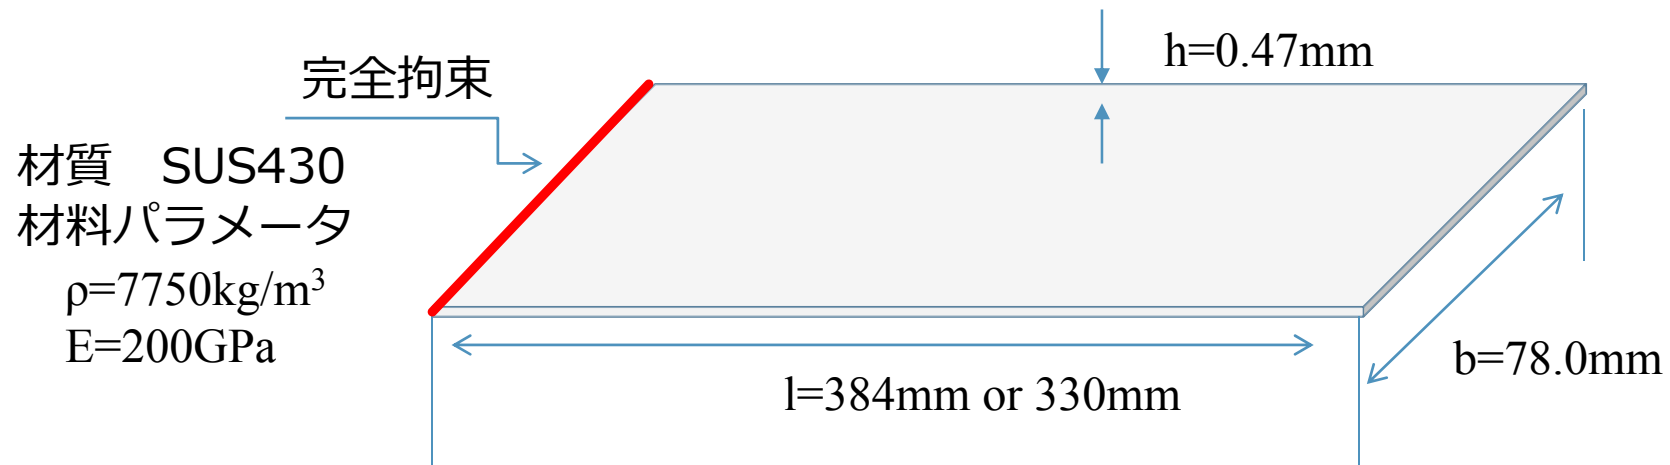 h=0.47mm
完全拘束
材質　SUS430
材料パラメータ
ρ=7750kg/m³
E=200GPa
b=78.0mm
l=384mm or 330mm